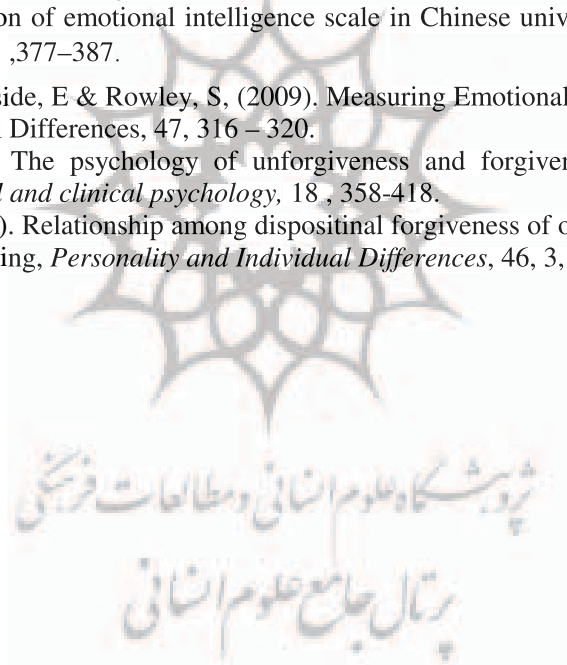 on of emotional intelligence scale in Chinese univ
,377–387.
side, E & Rowley, S, (2009). Measuring Emotional
l Differences, 47, 316 – 320.
The psychology of unforgiveness and forgiven
l and clinical psychology, 18 , 358-418.
). Relationship among dispositinal forgiveness of o
ing, Personality and Individual Differences, 46, 3,
پژوهشگاه علوم انسانی و مطالعات فرهنگی
پرتال جامع علوم انسانی